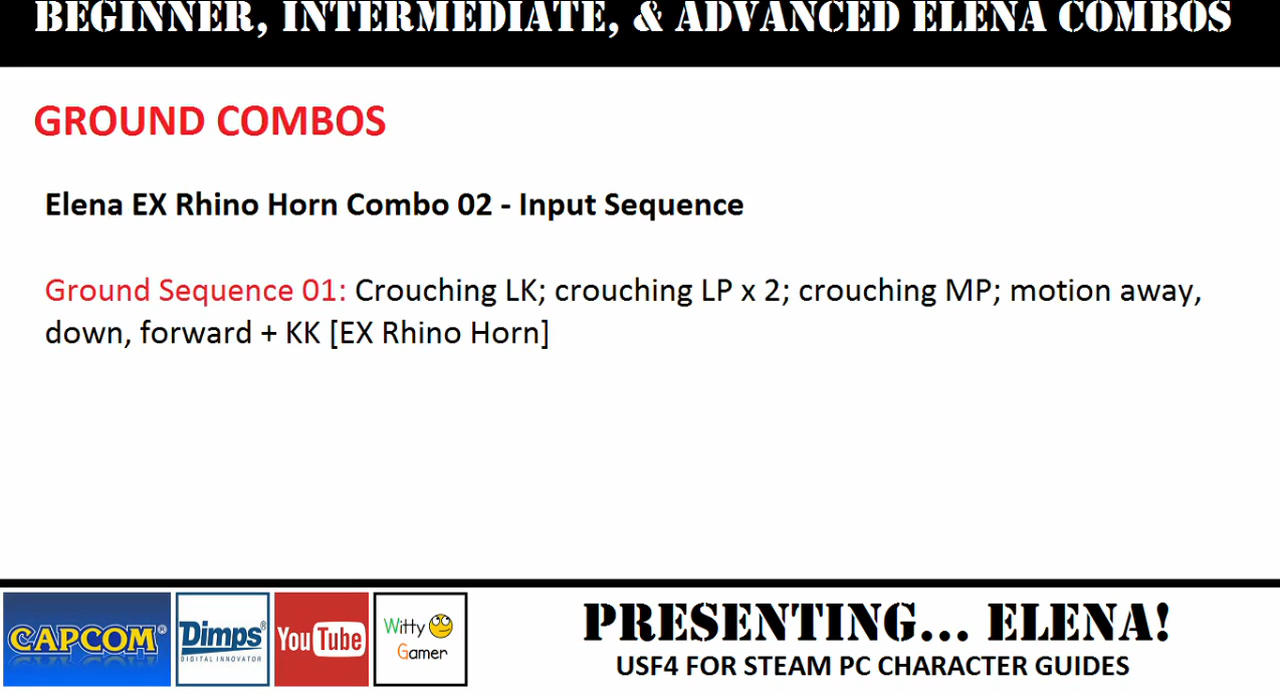 BEGINNER, INTERMEDIATE, & ADVANCED ELENA COMBOS
GROUND COMBOS
Elena EX Rhino Horn Combo 02 - Input Sequence
Ground Sequence 01: Crouching LK; crouching LP x 2; crouching MP; motion away,
down, forward + KK [EX Rhino Horn]
CAPCOM®
Dimps®
DIGITAL INNOVATOR
YouTube
Witty
Gamer
PRESENTING... ELENA!
USF4 FOR STEAM PC CHARACTER GUIDES